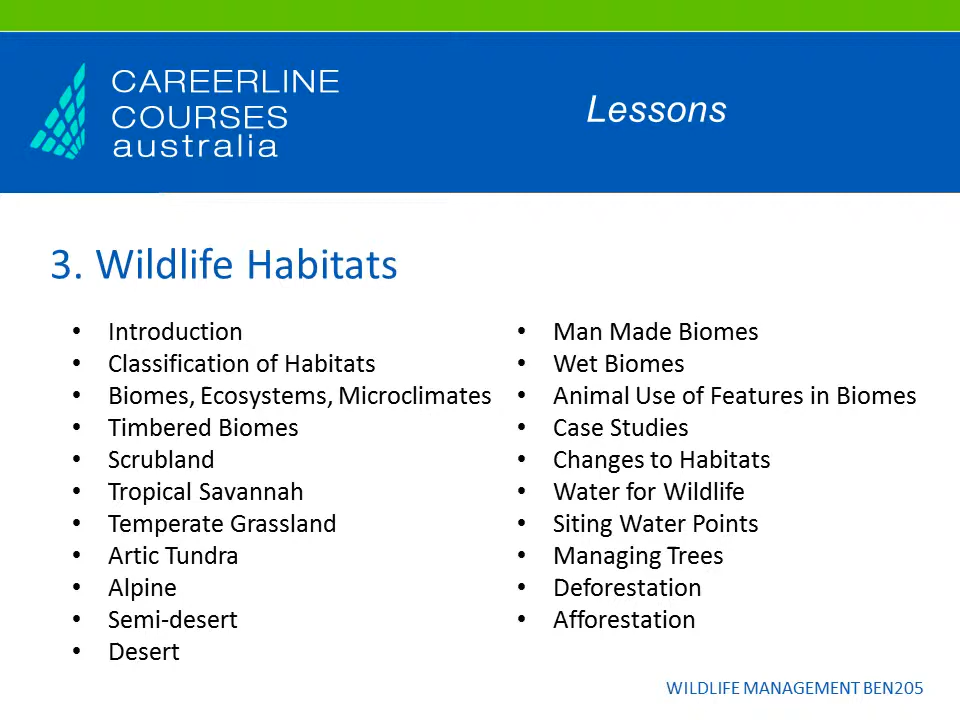 CAREERLINE
COURSES
australia
Lessons
3. Wildlife Habitats
• Introduction
• Classification of Habitats
• Biomes, Ecosystems, Microclimates
• Timbered Biomes
• Scrubland
• Tropical Savannah
• Temperate Grassland
• Artic Tundra
• Alpine
• Semi-desert
• Desert
• Man Made Biomes
• Wet Biomes
• Animal Use of Features in Biomes
• Case Studies
• Changes to Habitats
• Water for Wildlife
• Siting Water Points
• Managing Trees
• Deforestation
• Afforestation
WILDLIFE MANAGEMENT BEN205